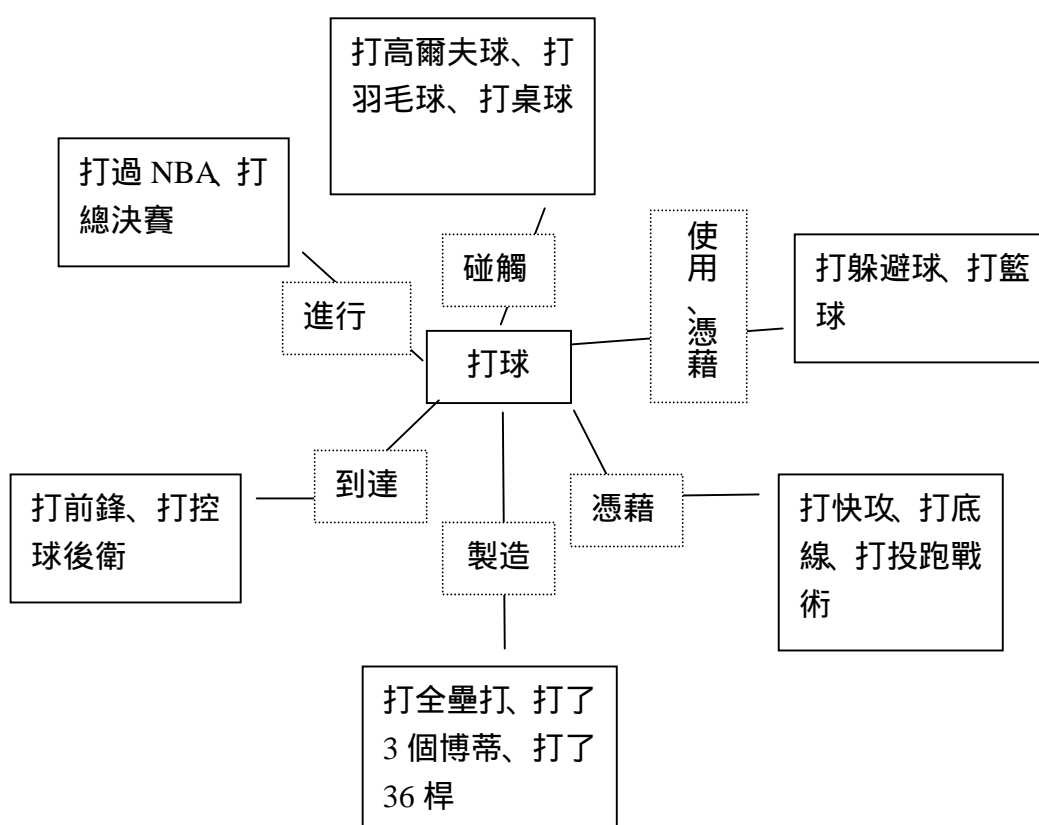 打高爾夫球、打
羽毛球、打桌球
打過 NBA、打
總決賽
碰觸
使用、憑藉
打躲避球、打籃
球
進行
打球
打前鋒、打控
球後衛
到達
憑藉
打快攻、打底
線、打投跑戰
術
製造
打全壘打、打了
3 個博蒂、打了
36 桿